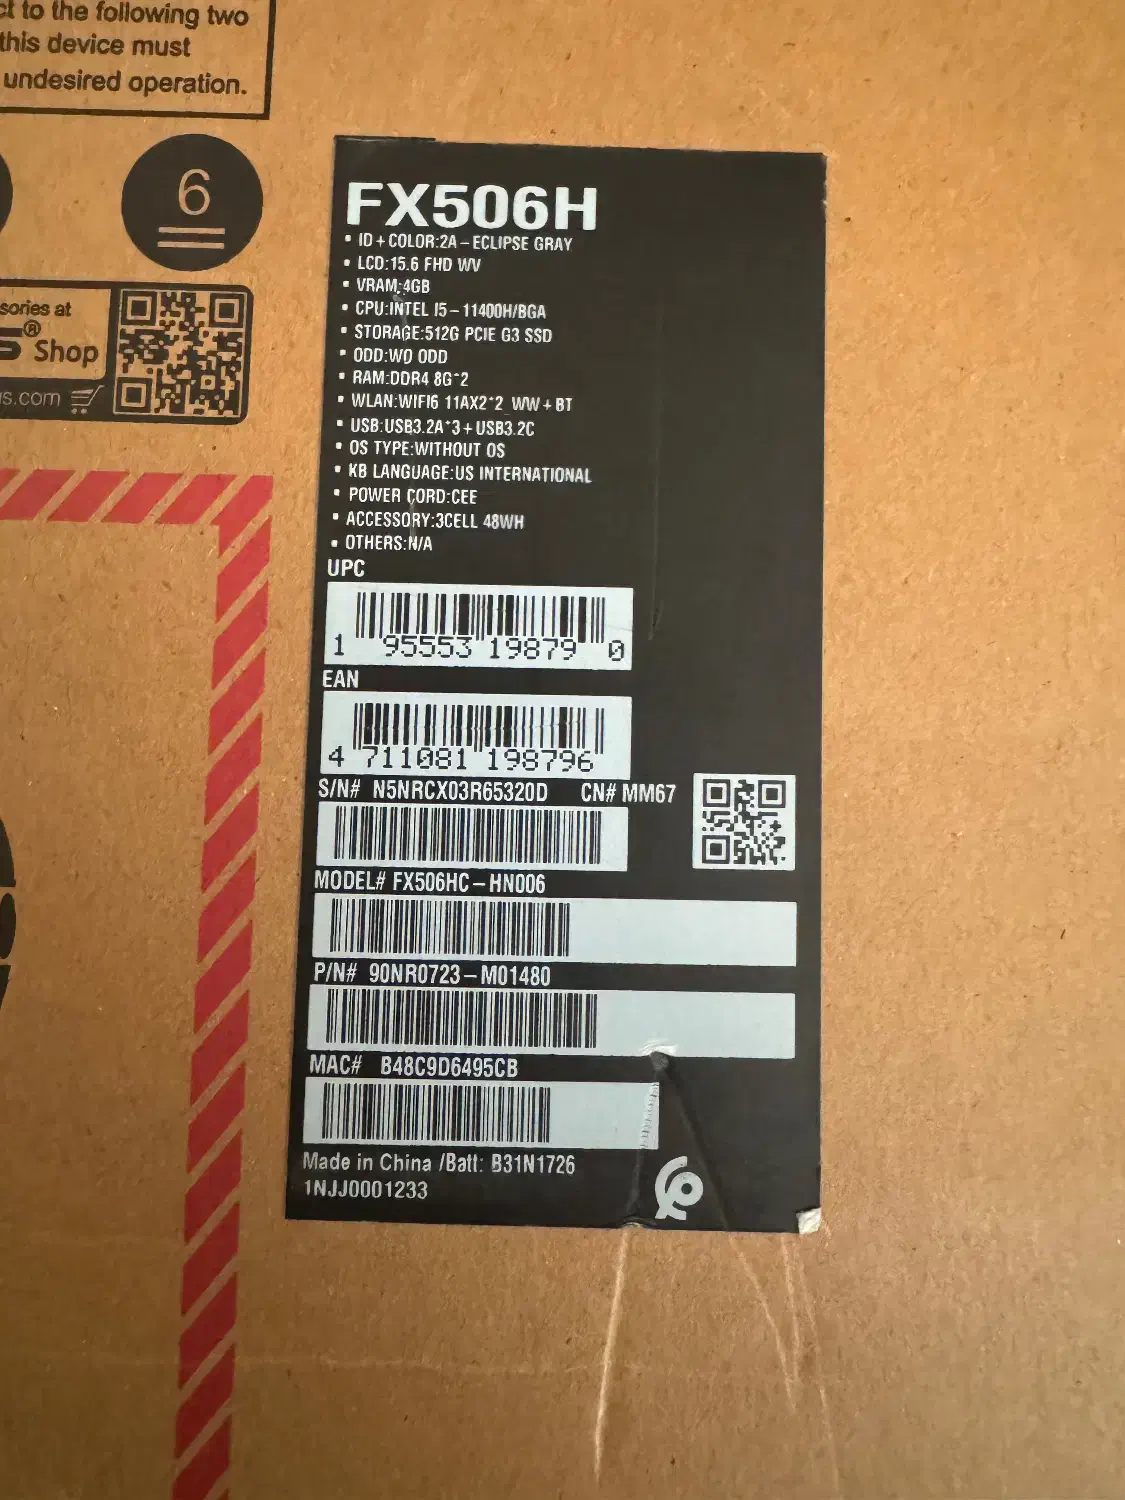 ct to the following two
this device must
undesired operation.
6
sories at
S® Shop
s.com
FX506H
• ID+COLOR:2A-ECLIPSE GRAY
• LCD:15.6 FHD WV
• VRAM:4GB
• CPU:INTEL I5-11400H/BGA
• STORAGE:512G PCIE G3 SSD
• ODD:WO ODD
• RAM:DDR4 8G*2
• WLAN:WIFI6 11AX2*2_WW+BT
• USB:USB3.2A*3+USB3.2C
• OS TYPE:WITHOUT OS
• KB LANGUAGE:US INTERNATIONAL
• POWER CORD:CEE
• ACCESSORY:3CELL 48WH
• OTHERS:N/A
UPC
1 95553 19879 0
EAN
4 711081 198796
S/N# N5NRCX03R65320D CN# MM67
MODEL# FX506HC-HN006
P/N# 90NR0723-M01480
MAC# B48C9D6495CB
Made in China /Batt: B31N1726
1NJJ0001233